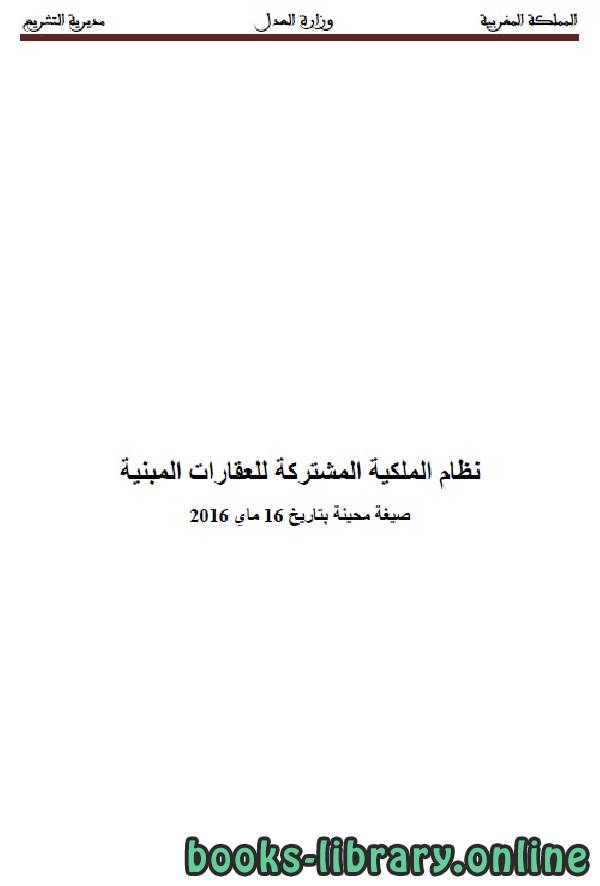 المملكة المغربية وزارة العدل مديرية التشريع
نظام الملكية المشتركة للعقارات المبنية
صيغة محينة بتاريخ 16 ماي 2016
books-library.online